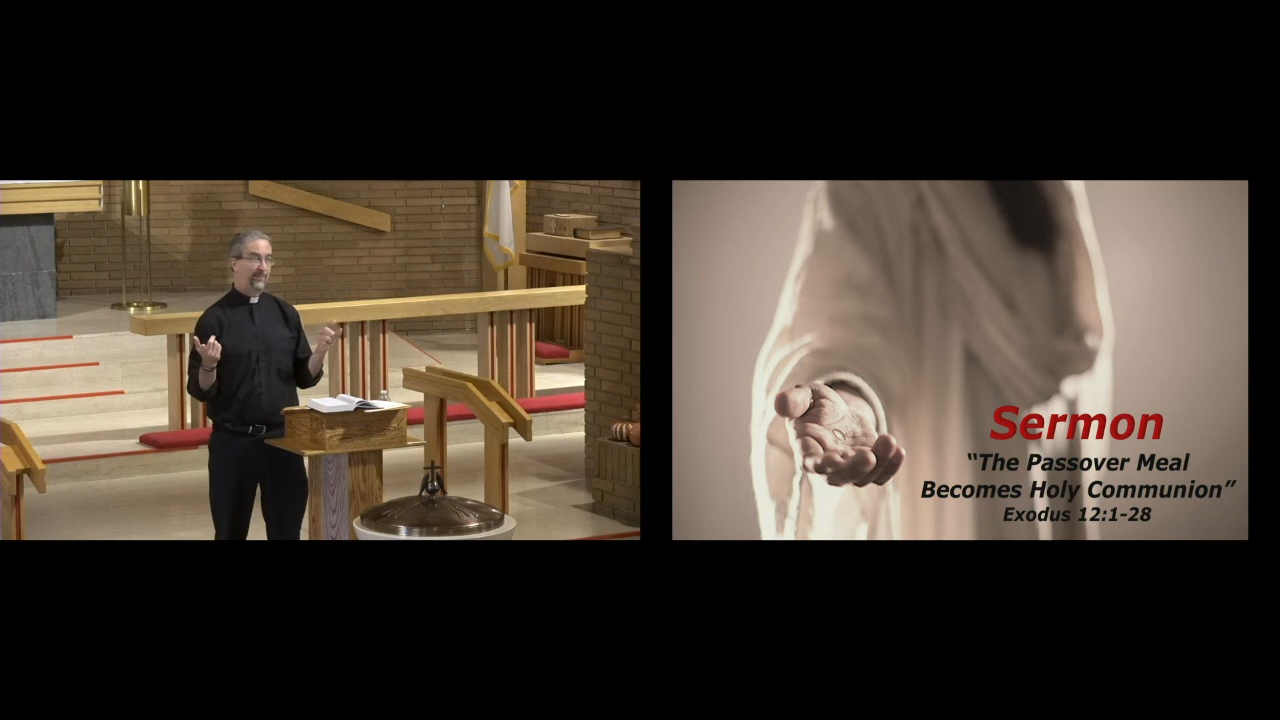 Sermon
“The Passover Meal
Becomes Holy Communion”
Exodus 12:1-28